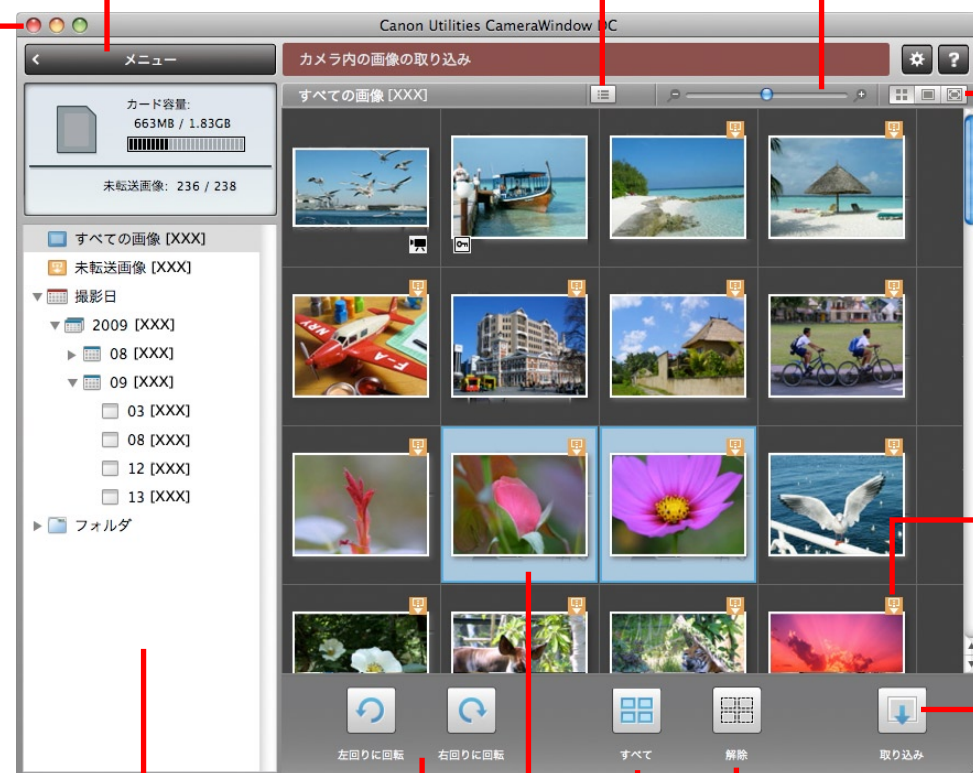 Canon Utilities CameraWindow DC
メニュー
カメラ内の画像の取り込み
?
すべての画像 [XXX]
カード容量:
663MB / 1.83GB
未転送画像: 236 / 238
すべての画像 [XXX]
未転送画像 [XXX]
撮影日
2009 [XXX]
08 [XXX]
09 [XXX]
03 [XXX]
08 [XXX]
12 [XXX]
13 [XXX]
フォルダ
左回りに回転
右回りに回転
すべて
解除
取り込み